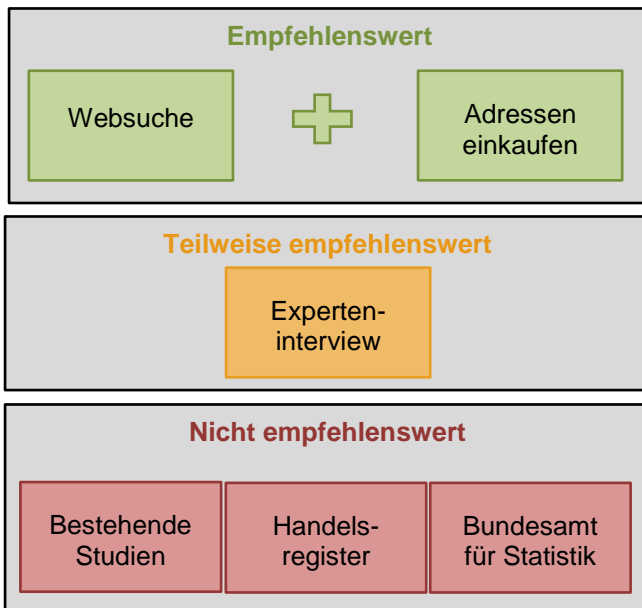 Empfehlenswert
Websuche
Adressen
einkaufen
Teilweise empfehlenswert
Experten-
interview
Nicht empfehlenswert
Bestehende
Studien
Handels-
register
Bundesamt
für Statistik